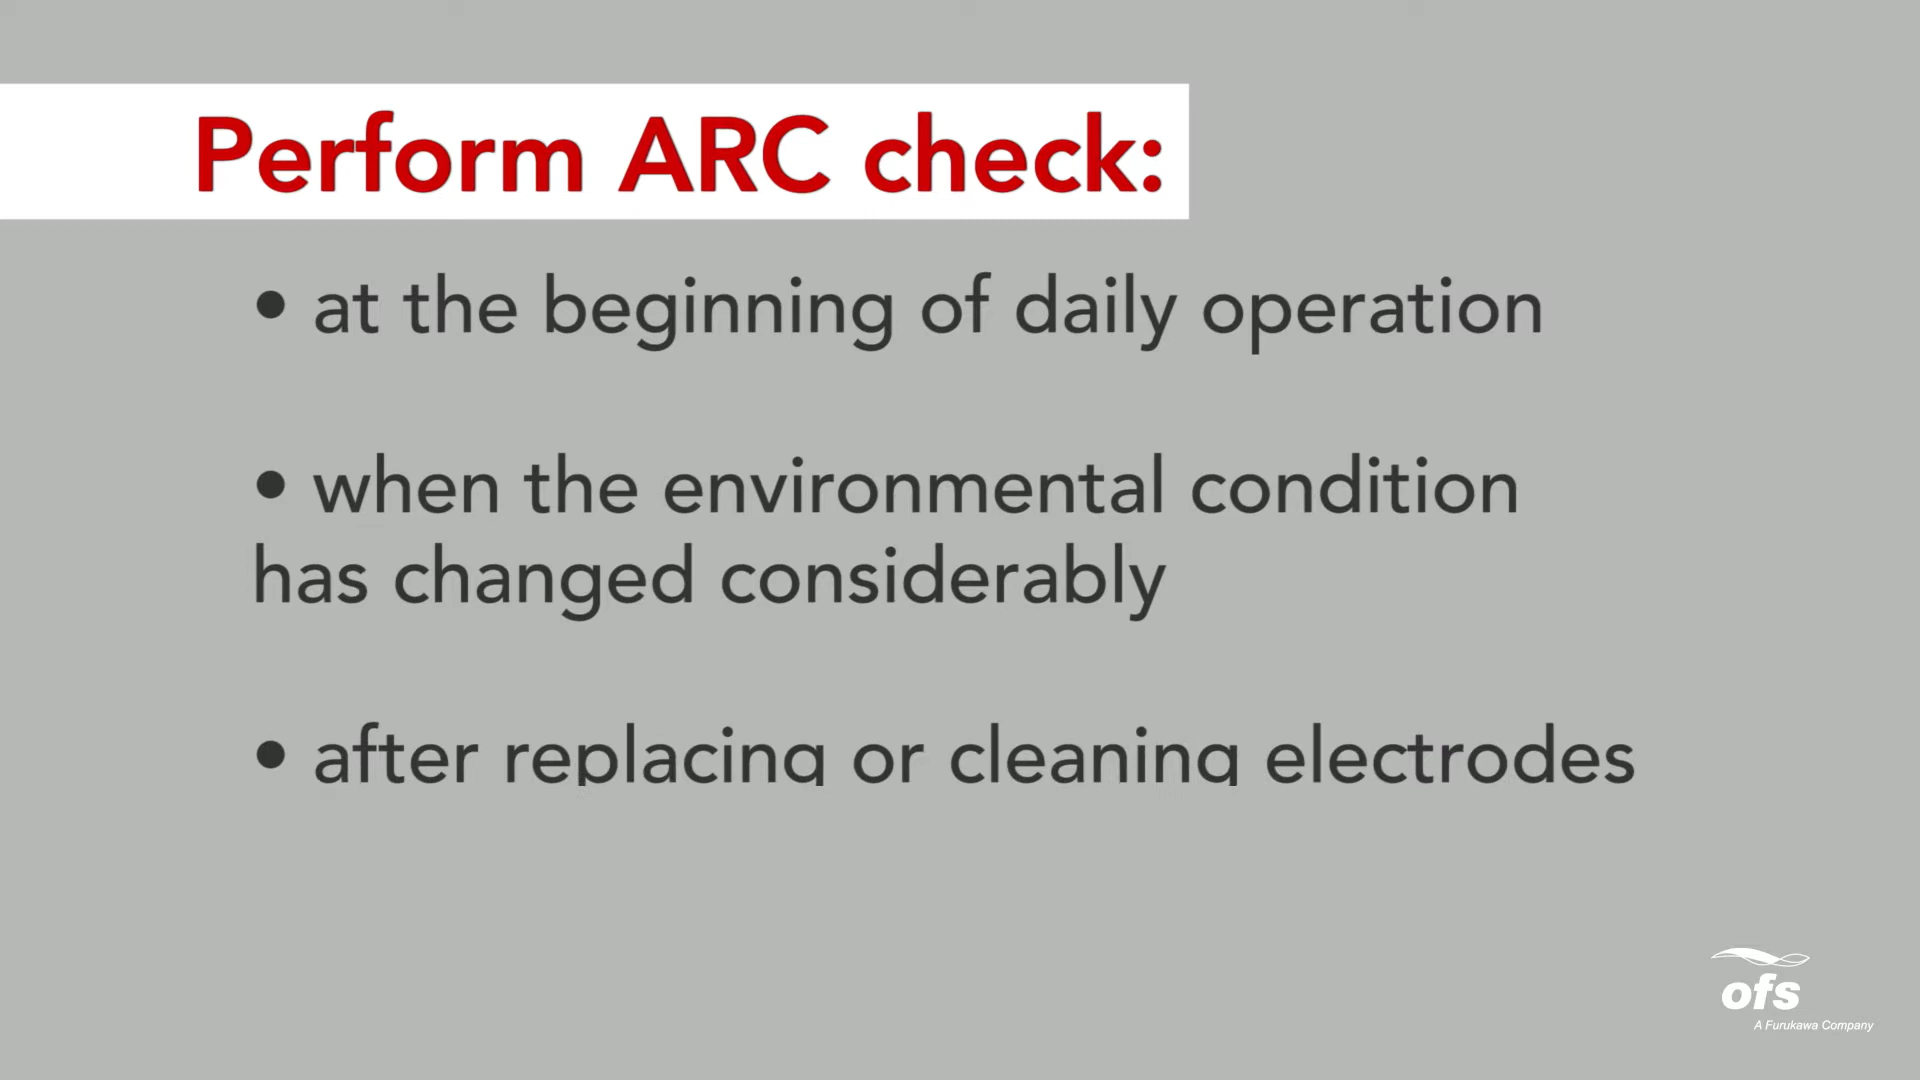 Perform ARC check:
• at the beginning of daily operation
• when the environmental condition
has changed considerably
• after replacing or cleaning electrodes
ofs
A Furukawa Company